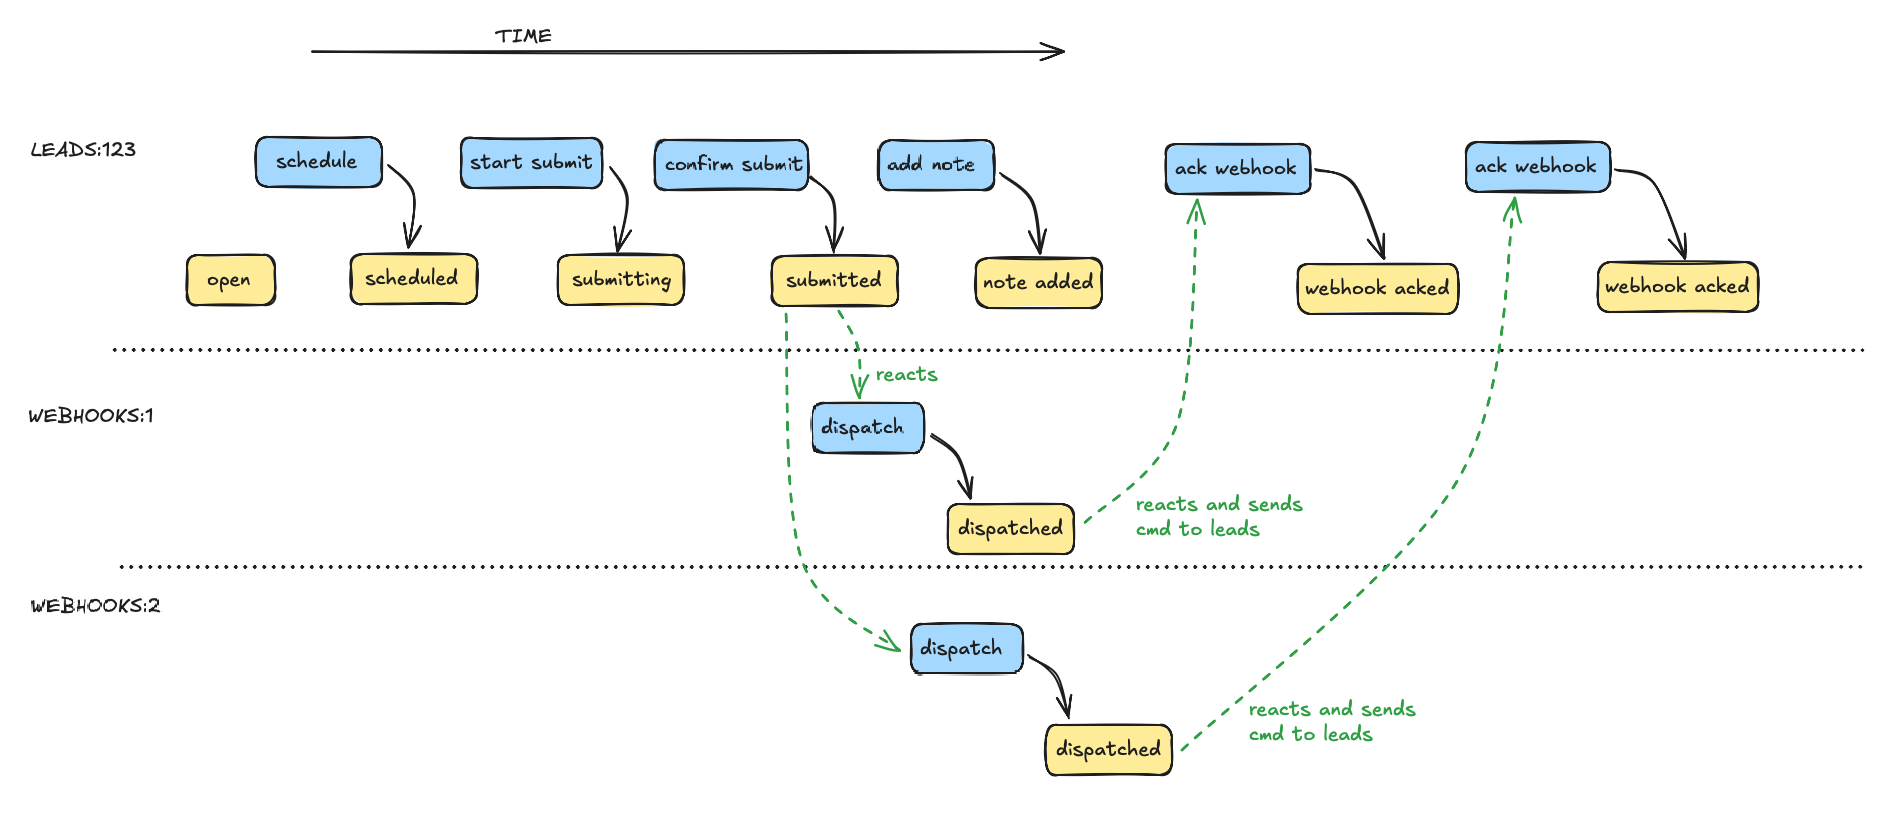 TIME
LEADS:123
schedule
start submit
confirm submit
add note
ack webhook
ack webhook
open
scheduled
submitting
submitted
note added
webhook acked
webhook acked
reacts
WEBHOOKS:1
dispatch
dispatched
reacts and sends
cmd to leads
WEBHOOKS:2
dispatch
dispatched
reacts and sends
cmd to leads